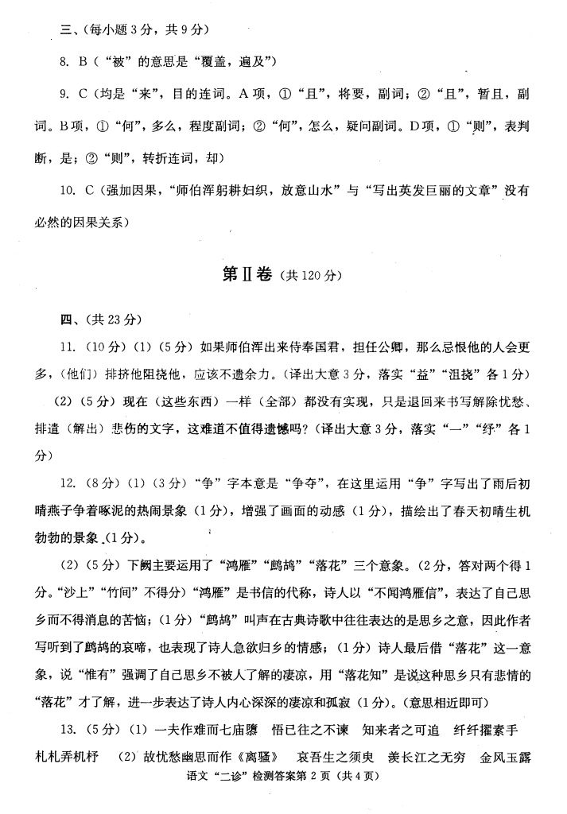 三、（每小题3分，共9分）
8. B（“被”的意思是“覆盖，遍及”）
9. C（均是“来”，目的连词。A项，①“且”，将要，副词；②“且”，暂且，副
词。B项，①“何”，多么，程度副词；②“何”，怎么，疑问副词。D项，①“则”，表判
断，是；②“则”，转折连词，却）
10. C（强加因果，“师伯浑躬耕妇织，放意山水”与“写出英发巨丽的文章”没有
必然的因果关系）
第Ⅱ卷（共120分）
四、（共23分）
11.（10分）（1）（5分）如果师伯浑出来侍奉国君，担任公卿，那么忌恨他的人会更
多，（他们）排挤他阻挠他，应该不遗余力。（译出大意3分，落实“益”“沮挠”各1分）
（2）（5分）现在（这些东西）一样（全部）都没有实现，只是退回来书写解除忧愁、
排遣（解出）悲伤的文字，这难道不值得遗憾吗？（译出大意3分，落实“一”“纾”各1
分）
12.（8分）（1）（3分）“争”字本意是“争夺”，在这里运用“争”字写出了雨后初
晴燕子争着啄泥的热闹景象（1分），增强了画面的动感（1分），描绘出了春天初晴生机
勃勃的景象（1分）。
（2）（5分）下阙主要运用了“鸿雁”“鹧鸪”“落花”三个意象。（2分，答对两个得1
分。“沙上”“竹间”不得分）“鸿雁”是书信的代称，诗人以“不闻鸿雁信”，表达了自己思
乡而不得消息的苦恼；（1分）“鹧鸪”叫声在古典诗歌中往往表达的是思乡之意，因此作者
写听到了鹧鸪的哀啼，也表现了诗人急欲归乡的情感；（1分）诗人最后借“落花”这一意
象，说“惟有”强调了自己思乡不被人了解的凄凉，用“落花知”是说这种思乡只有悲情的
“落花”才了解，进一步表达了诗人内心深深的凄凉和孤寂（1分）。（意思相近即可）
13.（5分）（1）一夫作难而七庙隳 悟已往之不谏 知来者之可追 纤纤擢素手
札札弄机杼 （2）故忧愁幽思而作《离骚》 哀吾生之须臾 羡长江之无穷 金风玉露
语文“二诊”检测答案第2页（共4页）